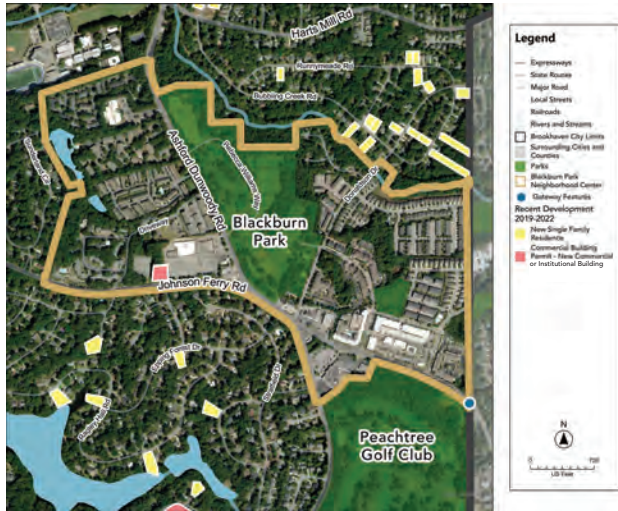 Harts Mill Rd
Runnymeade Rd
Bubbling Creek Rd
Ashford Dunwoody Rd
Blackburn
Park
Johnson Ferry Rd
Peachtree
Golf Club
Legend
Expressways
State Routes
Major Road
Local Streets
Railroads
Rivers and Streams
Brookhaven City Limits
Surrounding Cities and
Counties
Parks
Blackburn Park
Neighborhood Center
Gateway Features
Recent Development
2019-2022
New Single Family
Residence
Commercial Building
Permit - New Commercial
or Institutional Building
N
0
US Feet